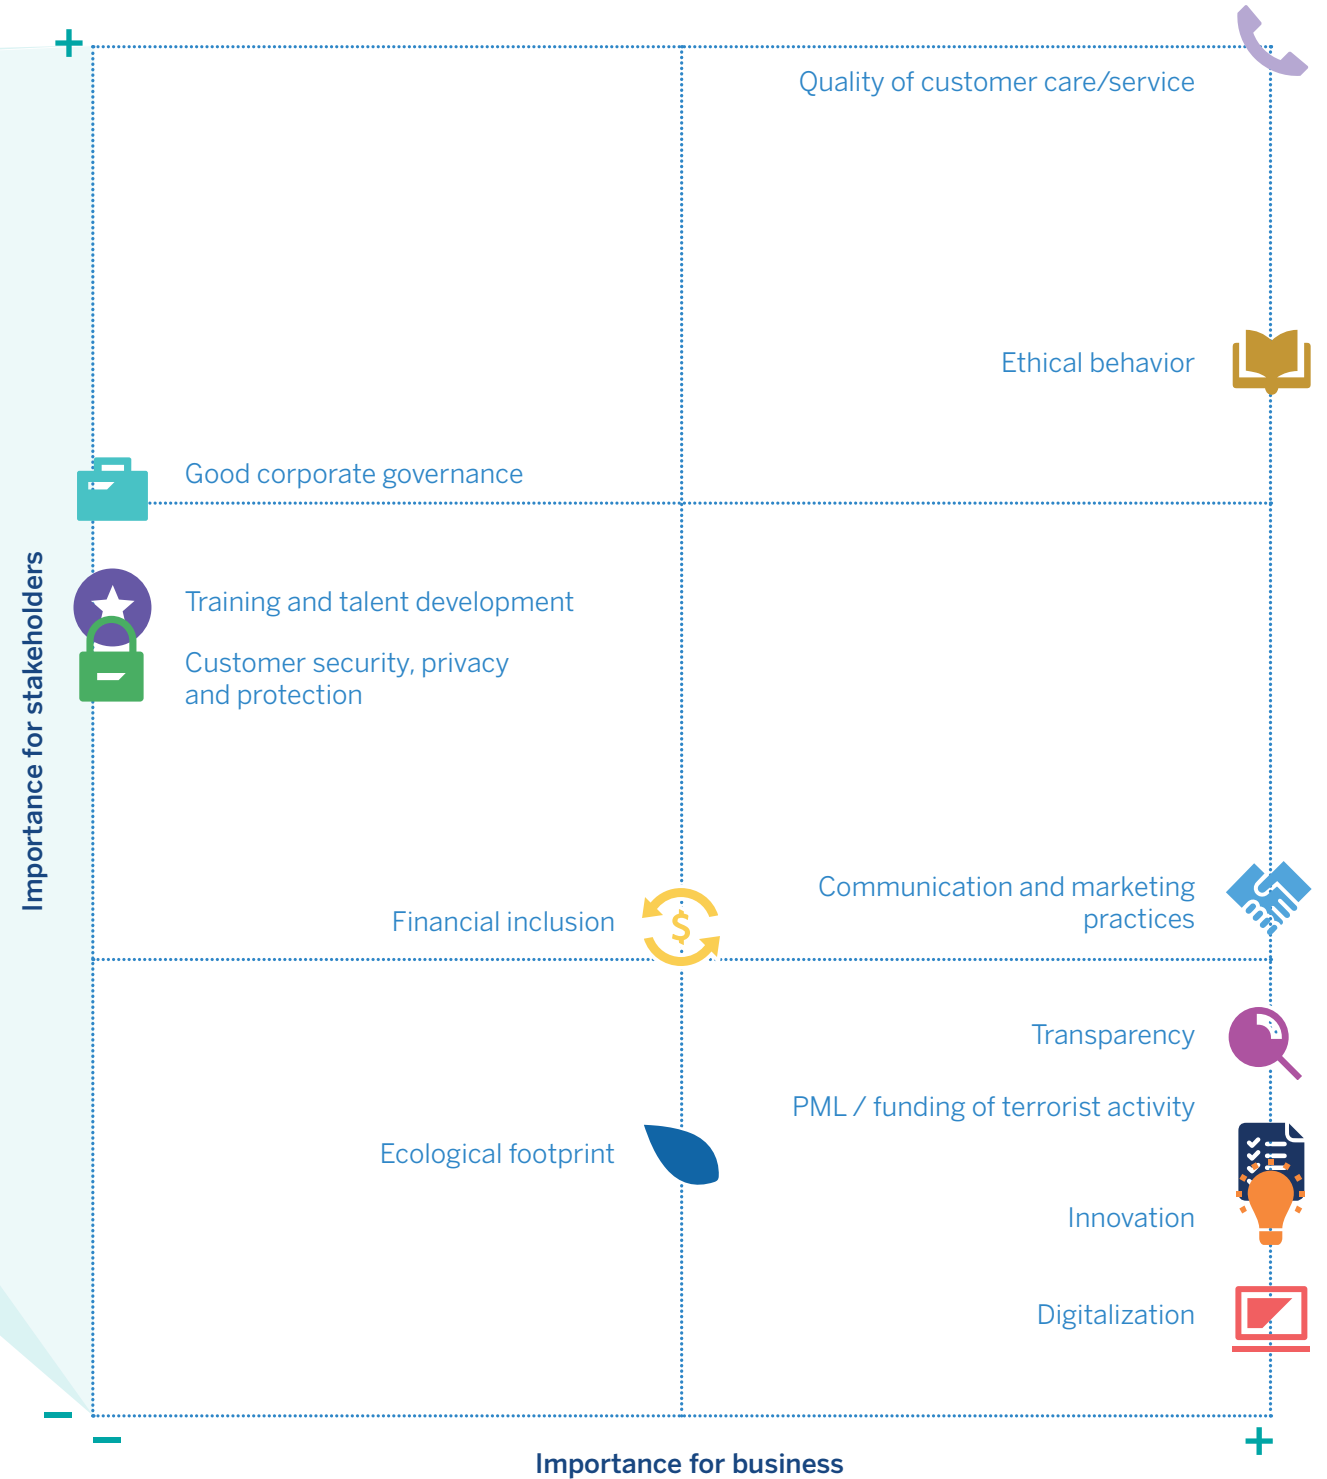 +
Quality of customer care/service
Ethical behavior
Good corporate governance
Importance for stakeholders
Training and talent development
Customer security, privacy
and protection
Communication and marketing
practices
Financial inclusion
$
Transparency
PML / funding of terrorist activity
Ecological footprint
Innovation
Digitalization
–
–
+
Importance for business